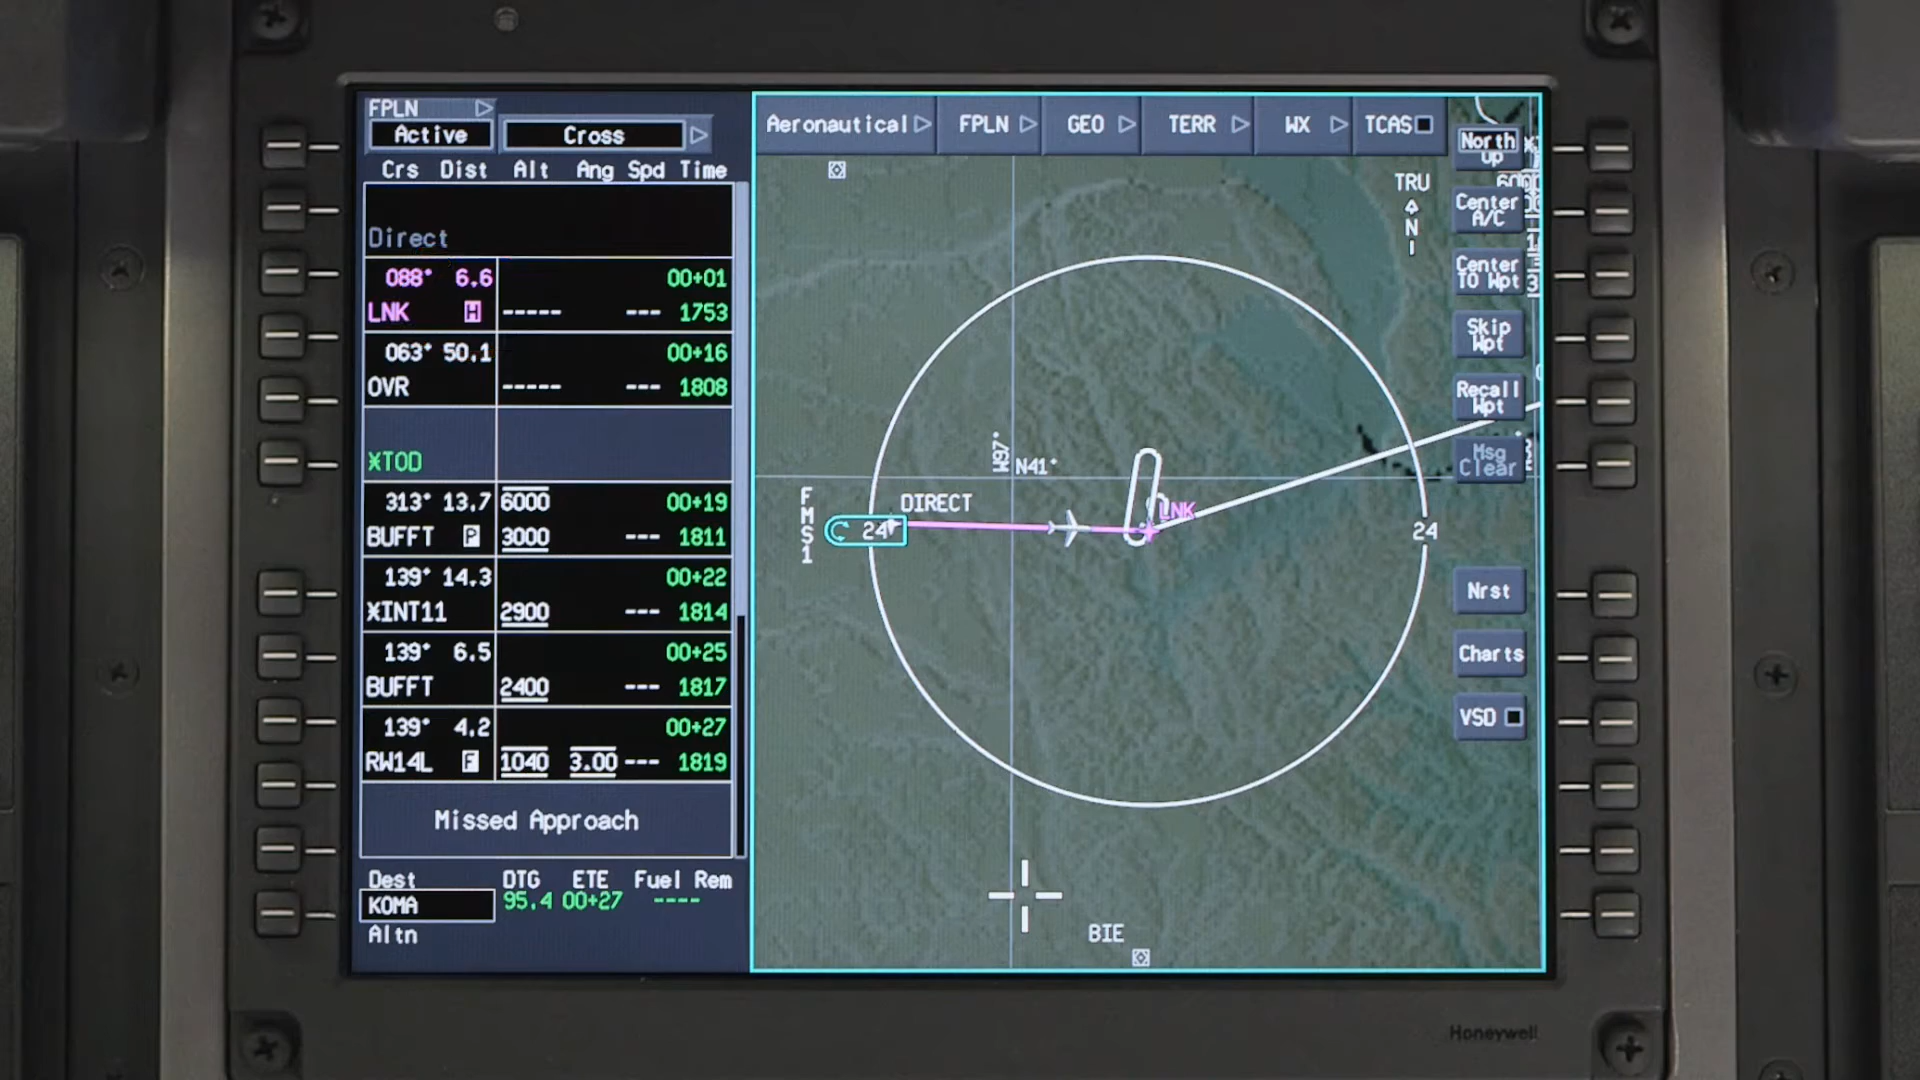 FPLN
Active
Cross
Crs Dist Alt Ang Spd Time
Direct
088° 6.6 00+01
LNK H ----- --- 1753
063° 50.1 00+16
OVR ----- --- 1808
*TOD
313° 13.7 6000 00+19
BUFFT P 3000 1811
139° 14.3 00+22
*INT11 2900 --- 1814
139° 6.5 00+25
BUFFT 2400 --- 1817
139° 4.2 00+27
RW14L F 1040 3.00 --- 1819
Missed Approach
Dest DTG ETE Fuel Rem
KOMA 95.4 00+27 ----
Altn
Aeronautical FPLN GEO TERR WX TCAS
North
Up
TRU
N
Center
A/C
Center
TO Wpt
Skip
Wpt
Recall
Wpt
Msg
Clear
W97°
N41°
FMS1
DIRECT
LNK
24
24
Nrst
Charts
VSD
BIE
Honeywell